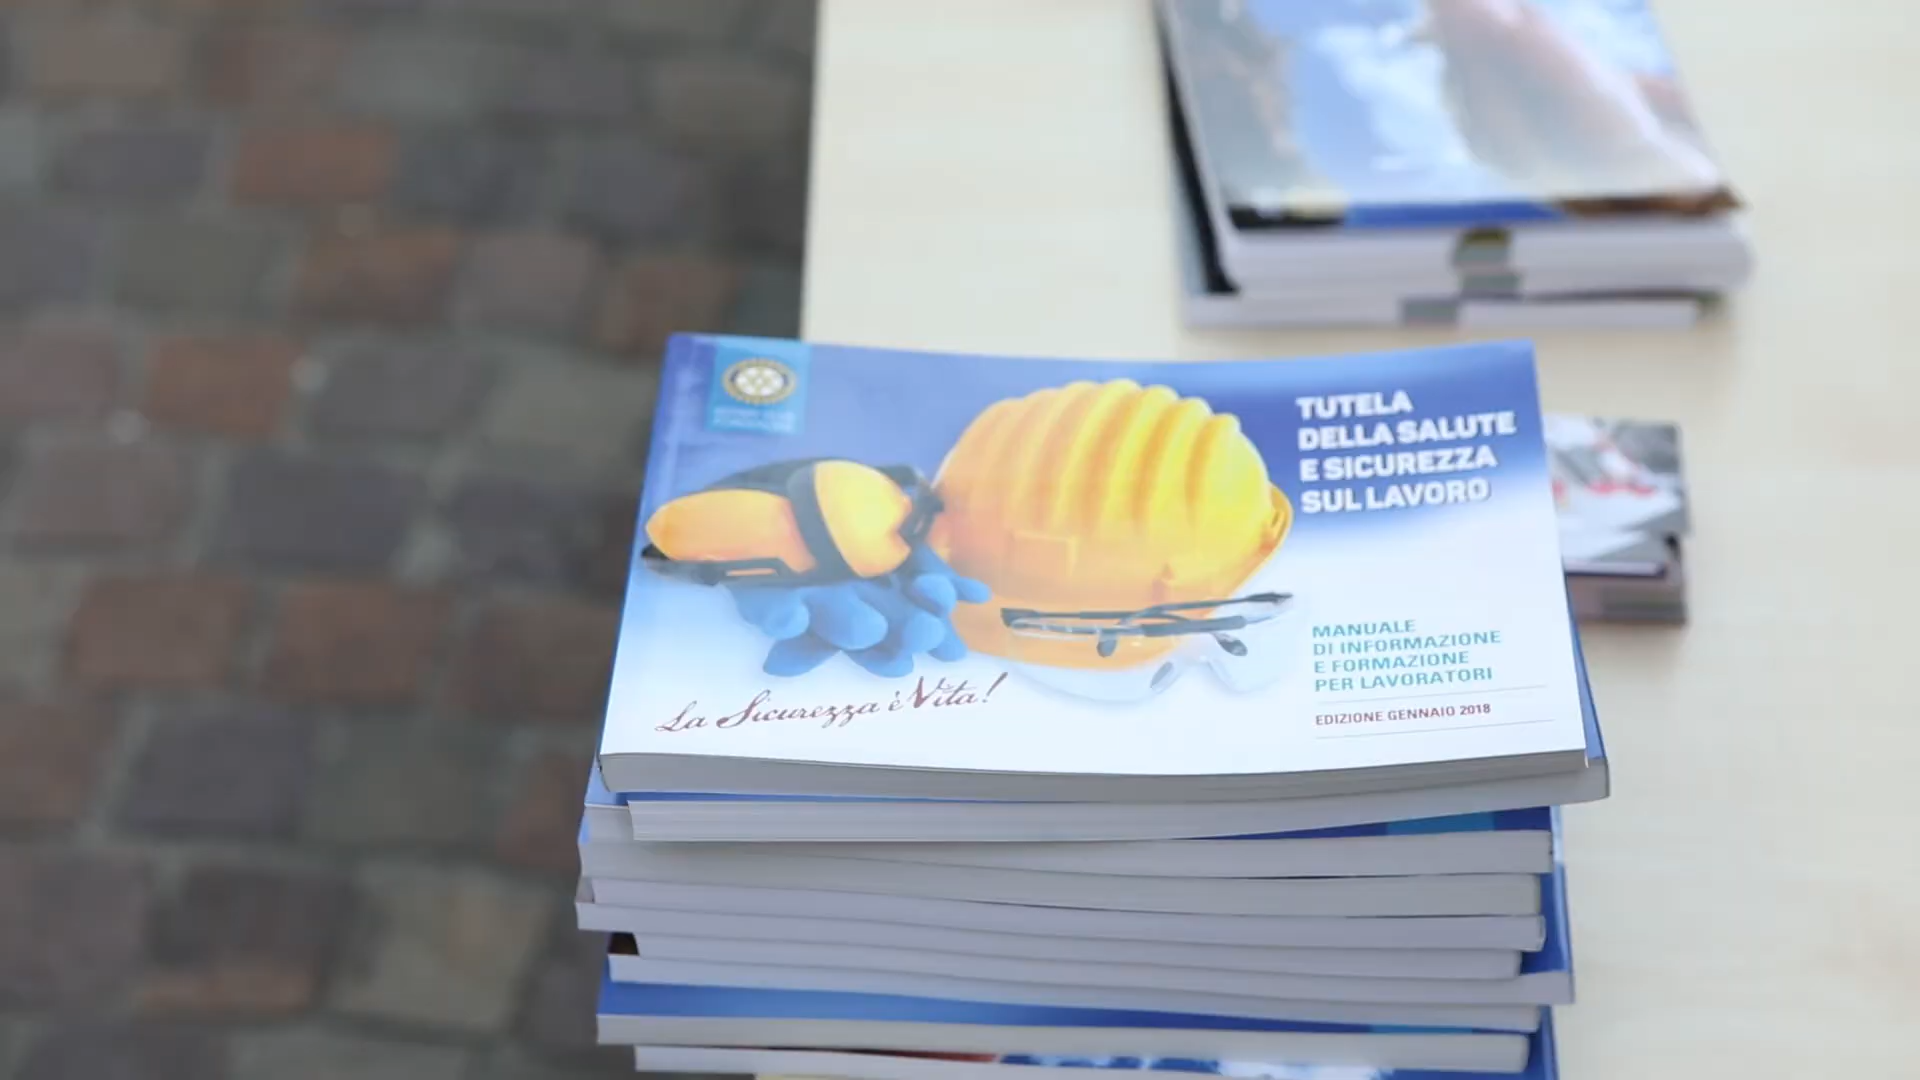 TUTELA
DELLA SALUTE
E SICUREZZA
SUL LAVORO
MANUALE
DI INFORMAZIONE
E FORMAZIONE
PER LAVORATORI
EDIZIONE GENNAIO 2018
La Sicurezza è Vita!